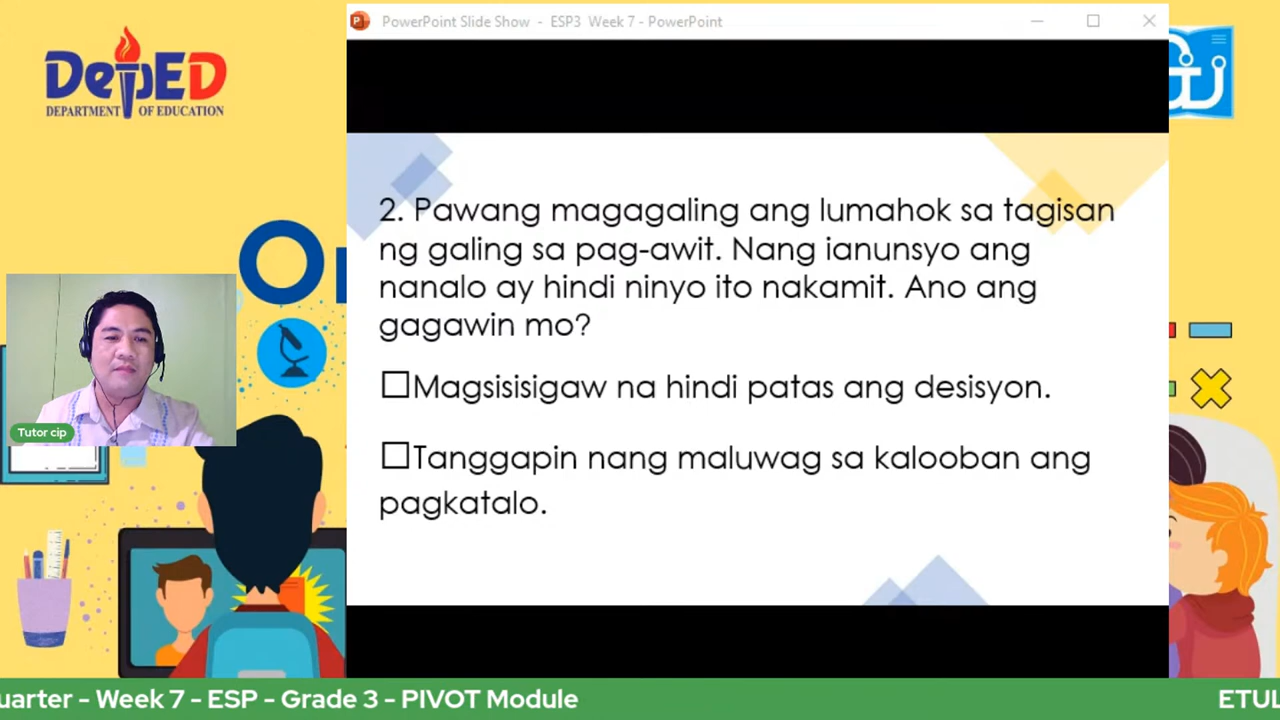 PowerPoint Slide Show - ESP3 Week 7 - PowerPoint
DepED
DEPARTMENT OF EDUCATION
2. Pawang magagaling ang lumahok sa tagisan
ng galing sa pag-awit. Nang ianunsyo ang
nanalo ay hindi ninyo ito nakamit. Ano ang
gagawin mo?
☐Magsisisigaw na hindi patas ang desisyon.
☐Tanggapin nang maluwag sa kalooban ang
pagkatalo.
Tutor cip
uarter - Week 7 - ESP - Grade 3 - PIVOT Module
ETUL